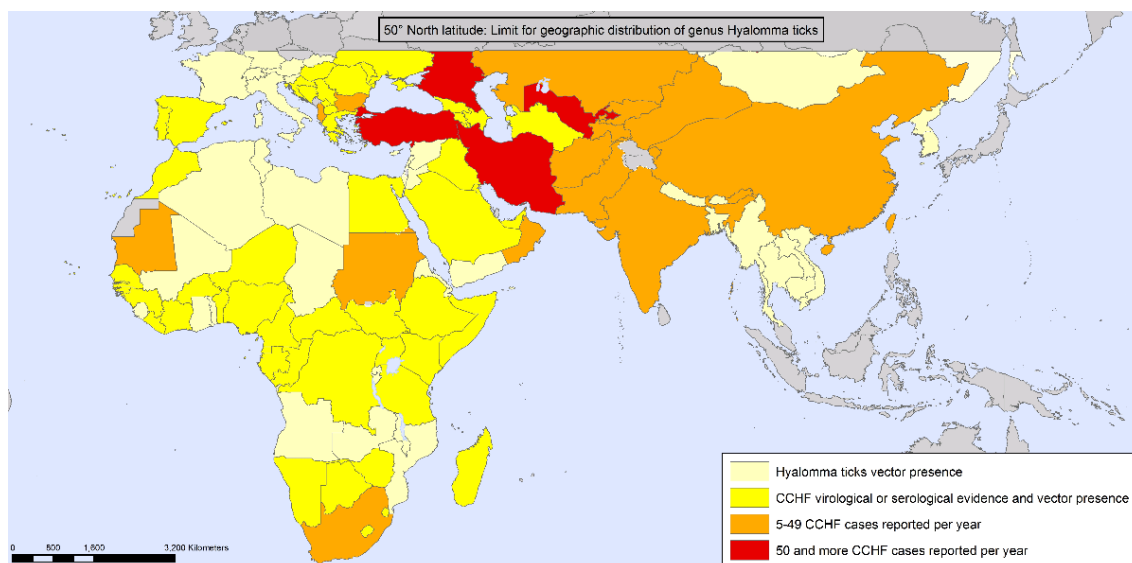 50° North latitude: Limit for geographic distribution of genus Hyalomma ticks
Hyalomma ticks vector presence
CCHF virological or serological evidence and vector presence
5-49 CCHF cases reported per year
50 and more CCHF cases reported per year
0 500 1,600 3,200 Kilometers